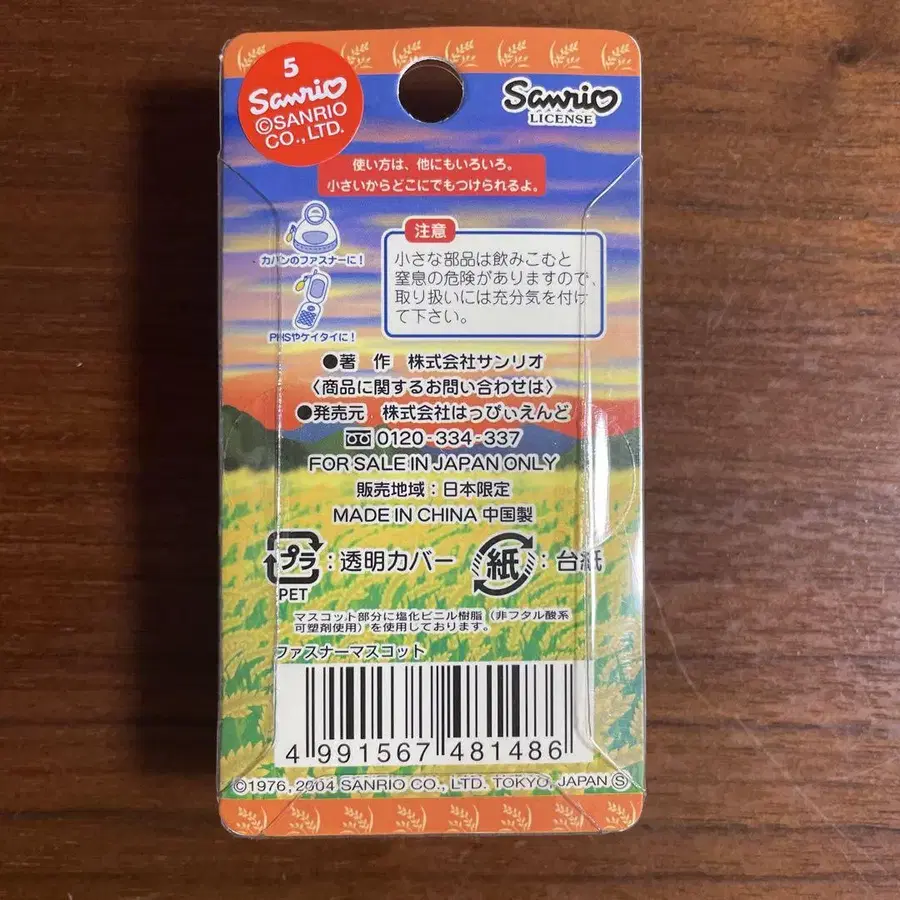 5
Sanrio
©SANRIO
CO., LTD.
Sanrio
LICENSE
使い方は、他にもいろいろ。
小さいからどこにでもつけられるよ。
カバンのファスナーに!
PHSやケイタイに!
注意
小さな部品は飲みこむと
窒息の危険がありますので、
取り扱いには充分気を付け
て下さい。
●著 作 株式会社サンリオ
〈商品に関するお問い合わせは〉
●発売元 株式会社はっぴぃえんど
0120-334-337
FOR SALE IN JAPAN ONLY
販売地域:日本限定
MADE IN CHINA 中国製
プラ:透明カバー
PET
紙:台紙
マスコット部分に塩化ビニル樹脂(非フタル酸系
可塑剤使用)を使用しております。
ファスナーマスコット
4 991567 481486
©1976, 2004 SANRIO CO., LTD. TOKYO, JAPAN Ⓢ